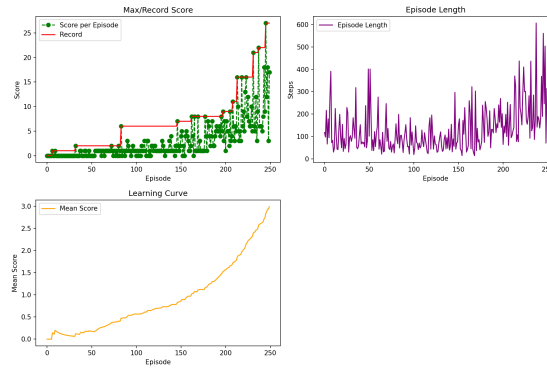 Max/Record Score
Score per Episode
Record
Score
25
20
15
10
5
0
0 50 100 150 200 250
Episode
Episode Length
Episode Length
Steps
600
500
400
300
200
100
0
0 50 100 150 200 250
Episode
Learning Curve
Mean Score
Mean Score
3.0
2.5
2.0
1.5
1.0
0.5
0.0
0 50 100 150 200 250
Episode